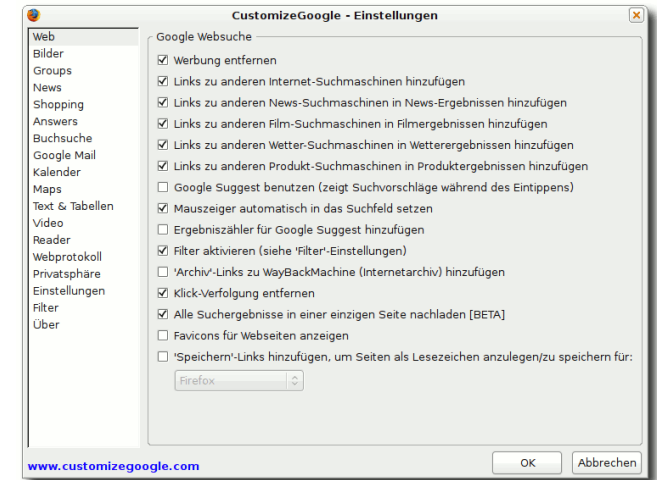 CustomizeGoogle - Einstellungen
Web
Bilder
Groups
News
Shopping
Answers
Buchsuche
Google Mail
Kalender
Maps
Text & Tabellen
Video
Reader
Webprotokoll
Privatsphäre
Einstellungen
Filter
Über
Google Websuche
Werbung entfernen
Links zu anderen Internet-Suchmaschinen hinzufügen
Links zu anderen News-Suchmaschinen in News-Ergebnissen hinzufügen
Links zu anderen Film-Suchmaschinen in Filmergebnissen hinzufügen
Links zu anderen Wetter-Suchmaschinen in Wetterergebnissen hinzufügen
Links zu anderen Produkt-Suchmaschinen in Produktergebnissen hinzufügen
Google Suggest benutzen (zeigt Suchvorschläge während des Eintippens)
Mauszeiger automatisch in das Suchfeld setzen
Ergebniszähler für Google Suggest hinzufügen
Filter aktivieren (siehe 'Filter'-Einstellungen)
'Archiv'-Links zu WayBackMachine (Internetarchiv) hinzufügen
Klick-Verfolgung entfernen
Alle Suchergebnisse in einer einzigen Seite nachladen [BETA]
Favicons für Webseiten anzeigen
'Speichern'-Links hinzufügen, um Seiten als Lesezeichen anzulegen/zu speichern für:
Firefox
www.customizegoogle.com
OK
Abbrechen